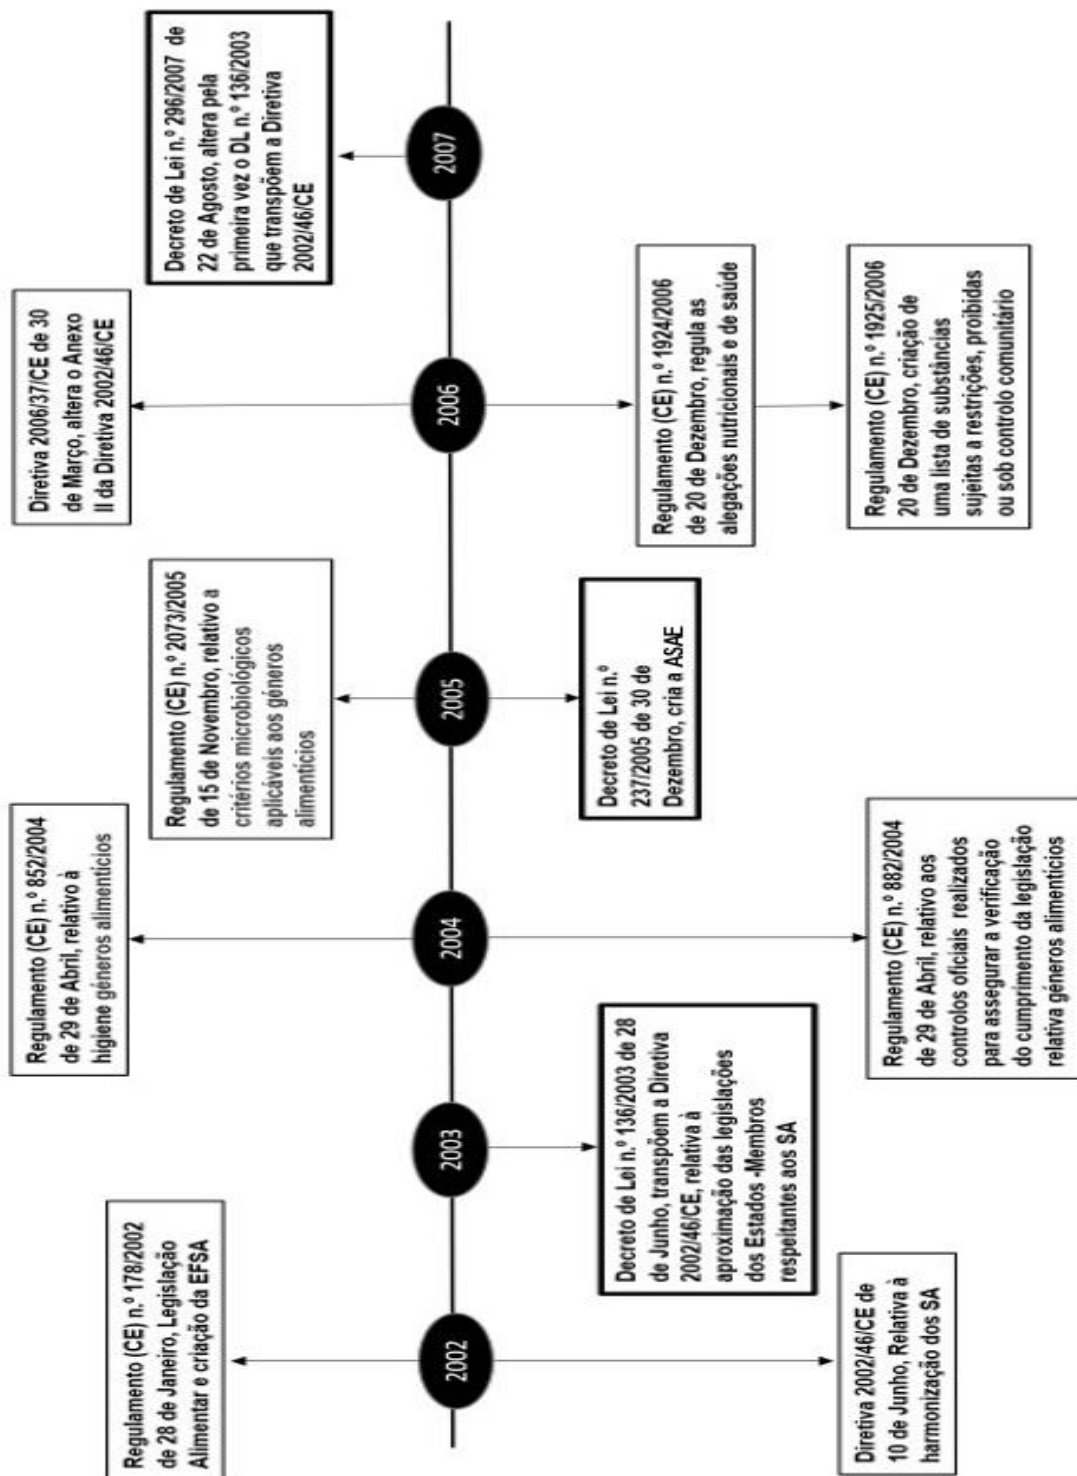 Regulamento (CE) n.º 178/2002
de 28 de Janeiro, Legislação
Alimentar e criação da EFSA
2002
Diretiva 2002/46/CE de
10 de Junho, Relativa à
harmonização dos SA
2003
Decreto de Lei n.º 136/2003 de 28
de Junho, transpõem a Diretiva
2002/46/CE, relativa à
aproximação das legislações
dos Estados -Membros
respeitantes aos SA
Regulamento (CE) n.º 852/2004
de 29 de Abril, relativo à
higiene géneros alimentícios
2004
Regulamento (CE) n.º 882/2004
de 29 de Abril, relativo aos
controlos oficiais realizados
para assegurar a verificação
do cumprimento da legislação
relativa géneros alimentícios
Regulamento (CE) n.º 2073/2005
de 15 de Novembro, relativo a
critérios microbiológicos
aplicáveis aos géneros
alimentícios
2005
Decreto de Lei n.º
237/2005 de 30 de
Dezembro, cria a ASAE
Diretiva 2006/37/CE de 30
de Março, altera o Anexo
II da Diretiva 2002/46/CE
2006
Regulamento (CE) n.º 1924/2006
de 20 de Dezembro, regula as
alegações nutricionais e de saúde
Regulamento (CE) n.º 1925/2006
20 de Dezembro, criação de
uma lista de substâncias
sujeitas a restrições, proibidas
ou sob controlo comunitário
Decreto de Lei n.º 296/2007 de
22 de Agosto, altera pela
primeira vez o DL n.º 136/2003
que transpõem a Diretiva
2002/46/CE
2007